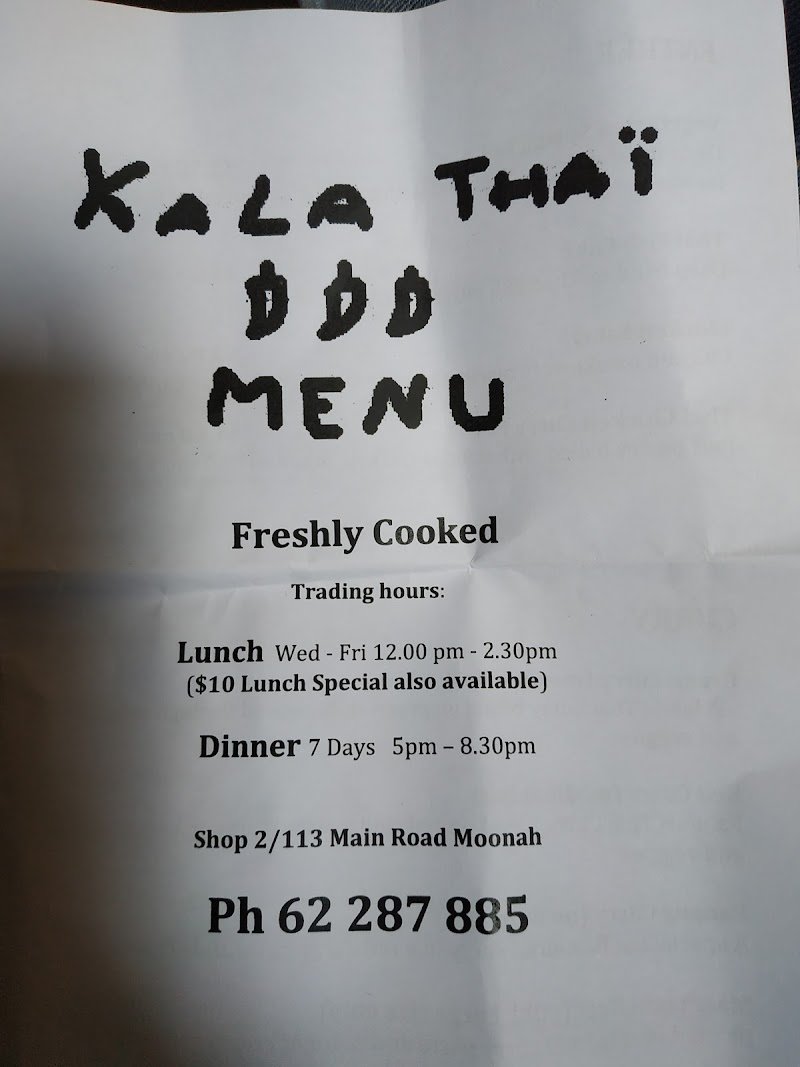 KALA THAÏ
DDD
MENU
Freshly Cooked
Trading hours:
Lunch Wed - Fri 12.00 pm - 2.30pm
($10 Lunch Special also available)
Dinner 7 Days 5pm – 8.30pm
Shop 2/113 Main Road Moonah
Ph 62 287 885